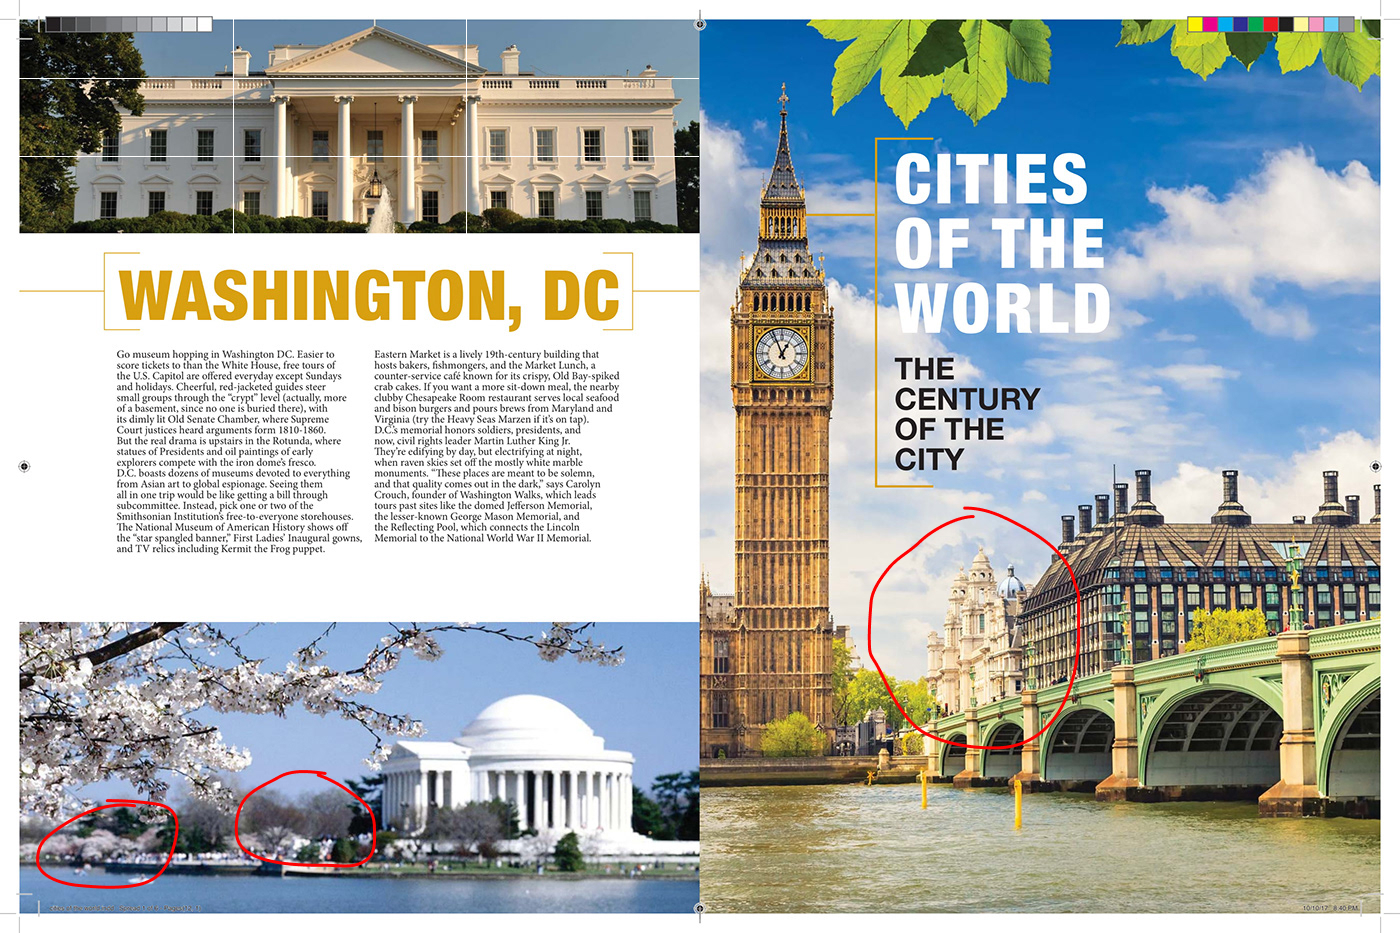 WASHINGTON, DC
Go museum hopping in Washington DC. Easier to
score tickets to than the White House, free tours of
the U.S. Capitol are offered everyday except Sundays
and holidays. Cheerful, red-jacketed guides steer
small groups through the “crypt” level (actually, more
of a basement, since no one is buried there), with
its dimly lit Old Senate Chamber, where Supreme
Court justices heard arguments form 1810-1860.
But the real drama is upstairs in the Rotunda, where
statues of Presidents and oil paintings of early
explorers compete with the iron dome’s fresco.
D.C. boasts dozens of museums devoted to everything
from Asian art to global espionage. Seeing them
all in one trip would be like getting a bill through
subcommittee. Instead, pick one or two of the
Smithsonian Institution’s free-to-everyone storehouses.
The National Museum of American History shows off
the “star spangled banner,” First Ladies’ Inaugural gowns,
and TV relics including Kermit the Frog puppet.
Eastern Market is a lively 19th-century building that
hosts bakers, fishmongers, and the Market Lunch, a
counter-service café known for its crispy, Old Bay-spiked
crab cakes. If you want a more sit-down meal, the nearby
clubby Chesapeake Room restaurant serves local seafood
and bison burgers and pours brews from Maryland and
Virginia (try the Heavy Seas Marzen if it’s on tap).
D.C.’s memorial honors soldiers, presidents, and
now, civil rights leader Martin Luther King Jr.
They’re edifying by day, but electrifying at night,
when raven skies set off the mostly white marble
monuments. “These places are meant to be solemn,
and that quality comes out in the dark,” says Carolyn
Crouch, founder of Washington Walks, which leads
tours past sites like the domed Jefferson Memorial,
the lesser-known George Mason Memorial, and
the Reflecting Pool, which connects the Lincoln
Memorial to the National World War II Memorial.
CITIES
OF THE
WORLD
THE
CENTURY
OF THE
CITY
10/10/17 8:40 PM